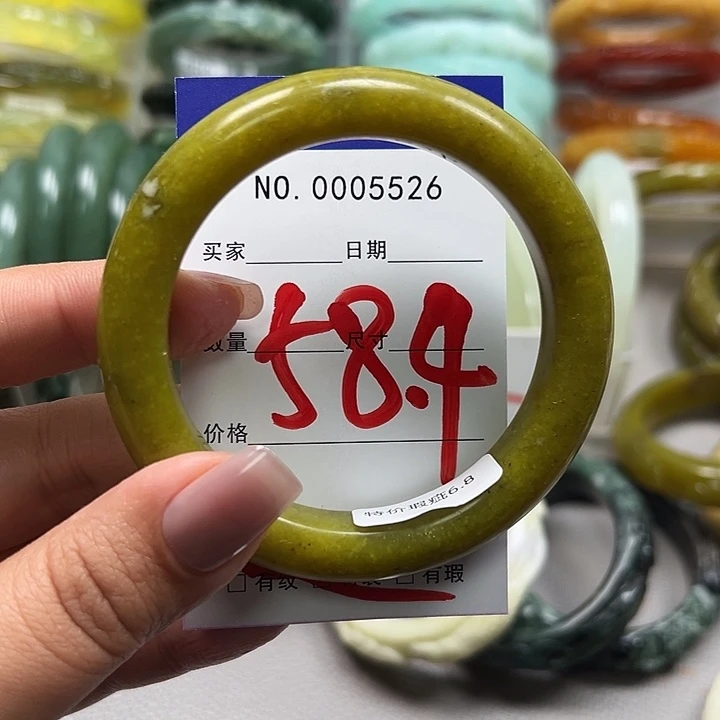 NO. 0005526
买家 日期
数量 尺寸
58.4
价格
特价瑕疵6.8
□ 有纹 □ 有瑕